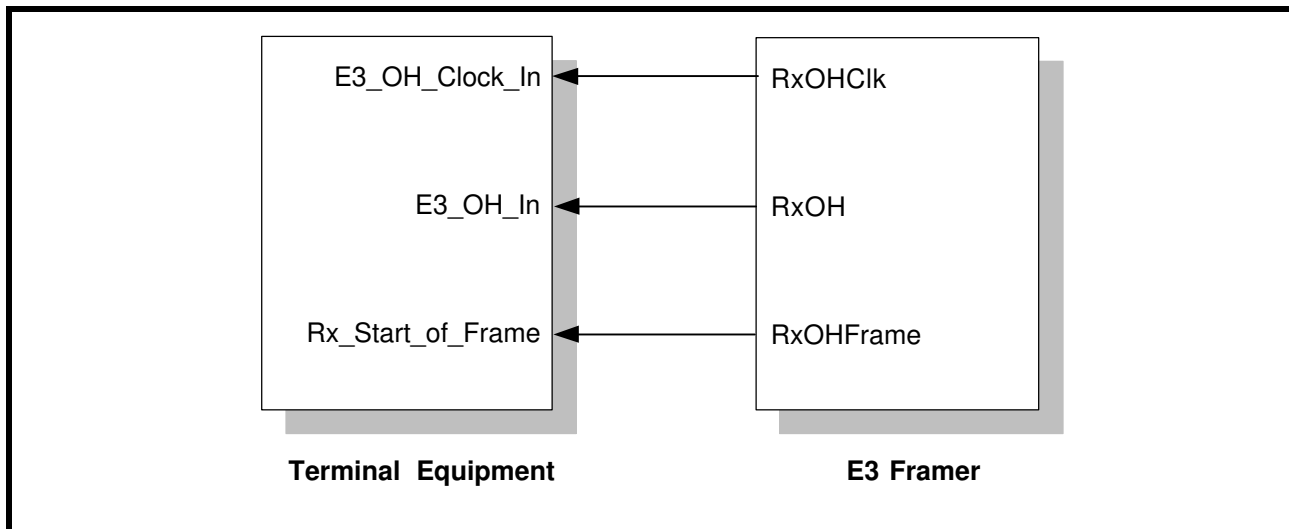 E3_OH_Clock_In
RxOHClk
E3_OH_In
RxOH
Rx_Start_of_Frame
RxOHFrame
Terminal Equipment
E3 Framer